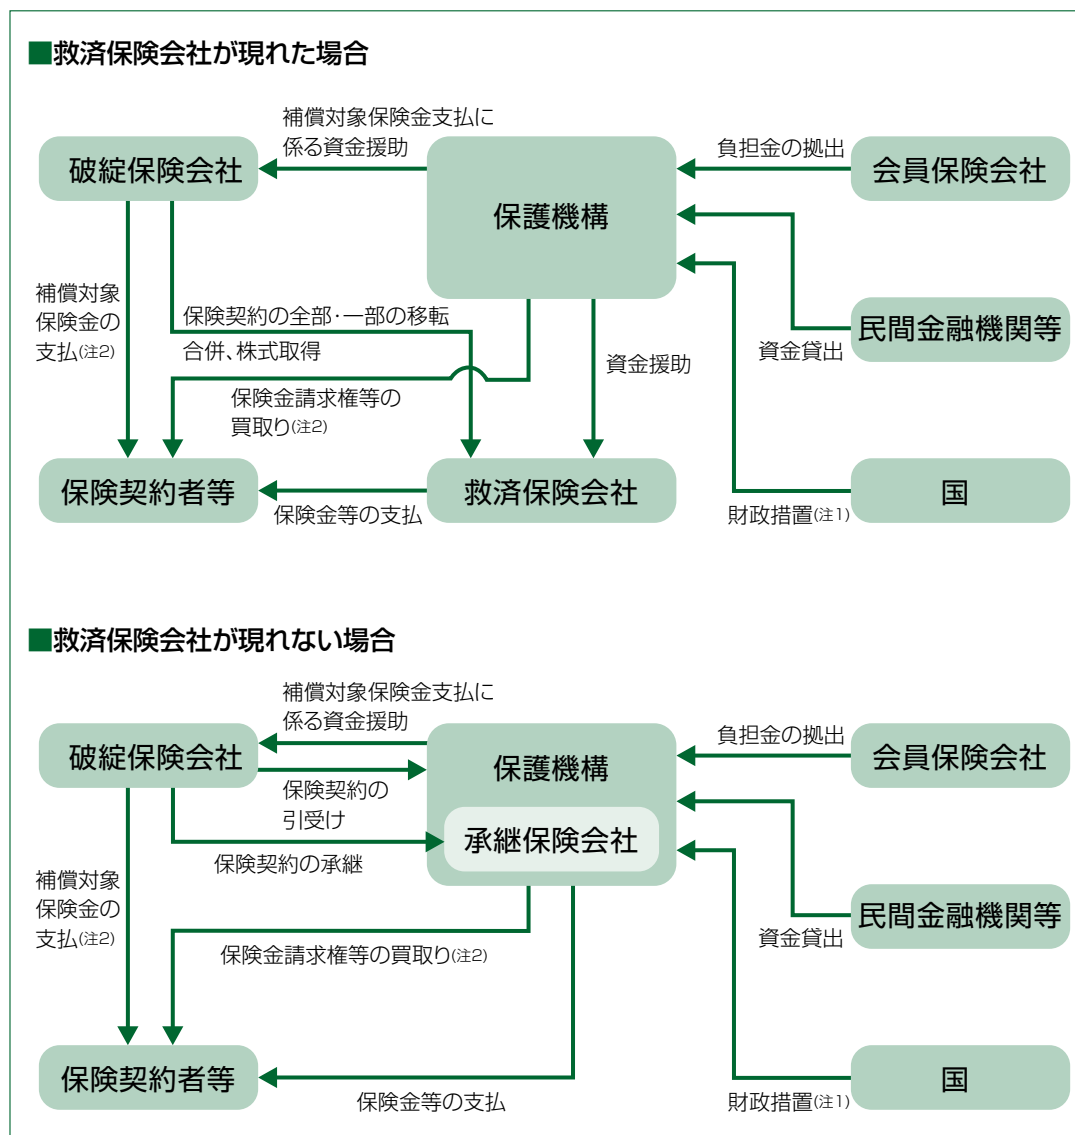 ■救済保険会社が現れた場合
補償対象保険金支払に
係る資金援助
負担金の拠出
破綻保険会社
保護機構
会員保険会社
補償対象
保険金の
支払(注2)
保険契約の全部・一部の移転
合併、株式取得
資金援助
民間金融機関等
資金貸出
保険金請求権等の
買取り(注2)
保険契約者等
救済保険会社
国
保険金等の支払
財政措置(注1)
■救済保険会社が現れない場合
補償対象保険金支払に
係る資金援助
負担金の拠出
破綻保険会社
保護機構
会員保険会社
保険契約の
引受け
承継保険会社
保険契約の承継
補償対象
保険金の
支払(注2)
民間金融機関等
資金貸出
保険金請求権等の買取り(注2)
保険契約者等
国
保険金等の支払
財政措置(注1)